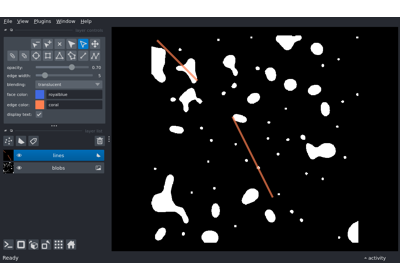 File View Plugins Window Help
opacity: 0.70
edge width: 5
blending: translucent
face color: royalblue
edge color: coral
display text: ✓
lines
blobs
Ready
activity